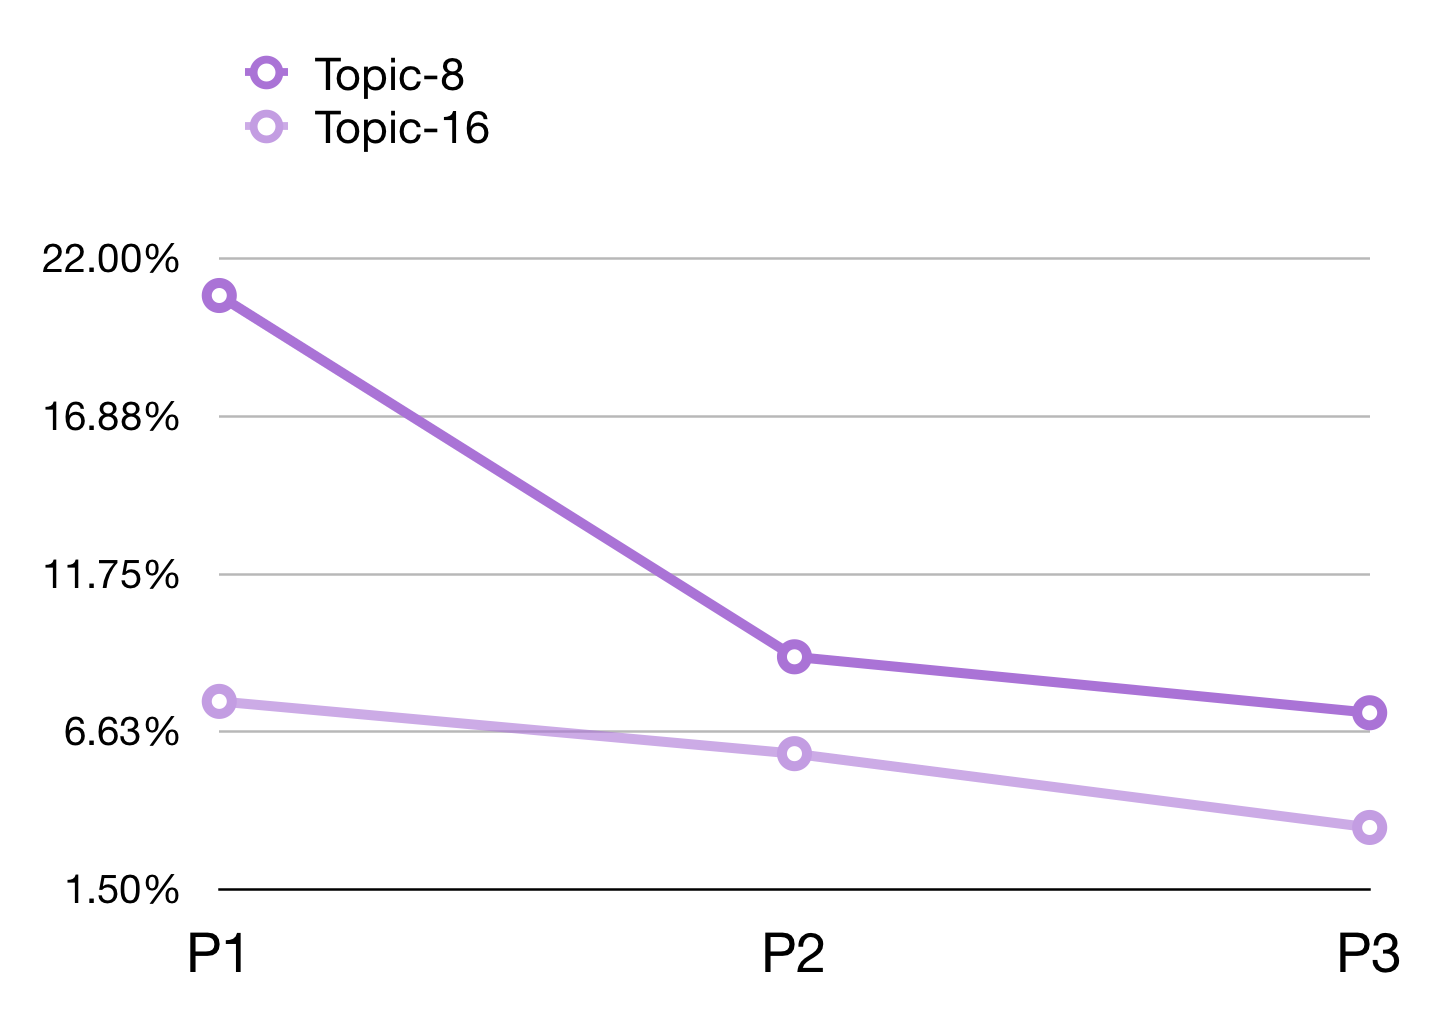 Topic-8
Topic-16
22.00%
16.88%
11.75%
6.63%
1.50%
P1 P2 P3